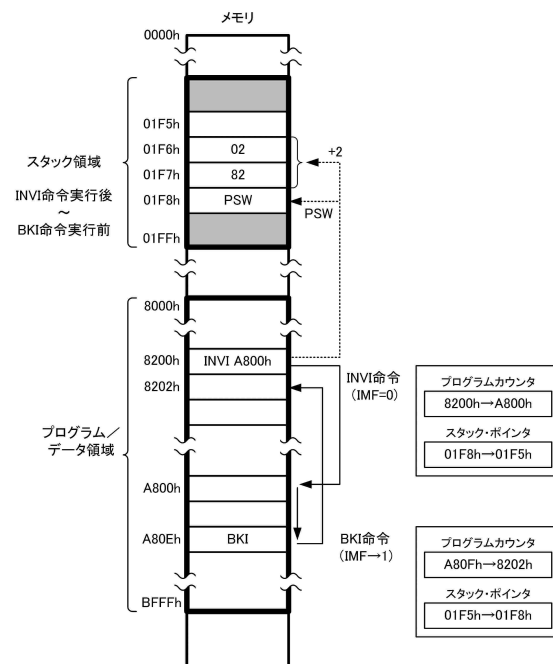 メモリ
0000h
01F5h
01F6h 02
01F7h 82
01F8h PSW
01FFh
+2
PSW
スタック領域
INVI命令実行後
～
BKI命令実行前
8000h
8200h INVI A800h
8202h
プログラム／
データ領域
A800h
A80Eh BKI
BFFFh
INVI命令
(IMF=0)
BKI命令
(IMF→1)
プログラムカウンタ
8200h→A800h
スタック・ポインタ
01F8h→01F5h
プログラムカウンタ
A80Fh→8202h
スタック・ポインタ
01F5h→01F8h